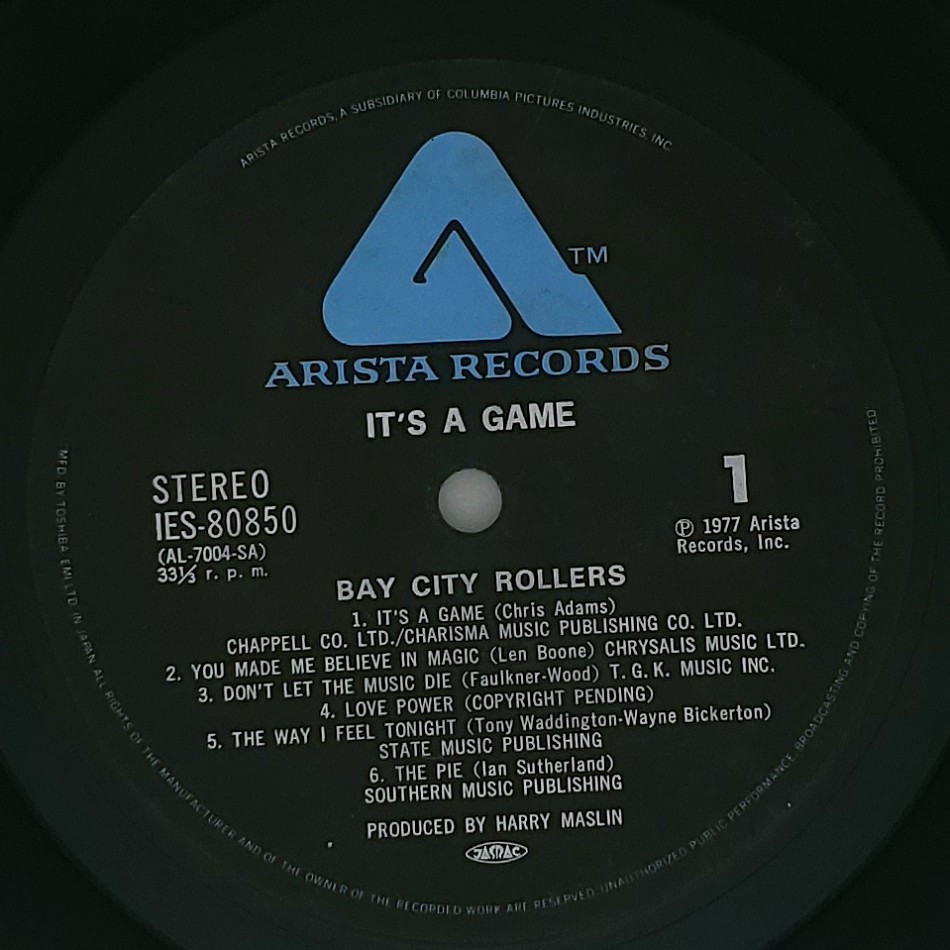 ARISTA RECORDS, A SUBSIDIARY OF COLUMBIA PICTURES INDUSTRIES, INC.
TM
ARISTA RECORDS
IT'S A GAME
STEREO
IES-80850
(AL-7004-SA)
33⅓ r. p. m.
1
Ⓟ 1977 Arista
Records, Inc.
BAY CITY ROLLERS
1. IT'S A GAME (Chris Adams)
CHAPPELL CO. LTD./CHARISMA MUSIC PUBLISHING CO. LTD.
2. YOU MADE ME BELIEVE IN MAGIC (Len Boone) CHRYSALIS MUSIC LTD.
3. DON'T LET THE MUSIC DIE (Faulkner-Wood) T. G. K. MUSIC INC.
4. LOVE POWER (COPYRIGHT PENDING)
5. THE WAY I FEEL TONIGHT (Tony Waddington-Wayne Bickerton)
STATE MUSIC PUBLISHING
6. THE PIE (Ian Sutherland)
SOUTHERN MUSIC PUBLISHING
PRODUCED BY HARRY MASLIN
JASRAC
MFD. BY TOSHIBA EMI LTD. IN JAPAN ALL RIGHTS OF THE MANUFACTURER AND OF THE OWNER OF THE RECORDED WORK ARE RESERVED. UNAUTHORIZED PUBLIC PERFORMANCE, BROADCASTING AND COPYING OF THE RECORD PROHIBITED.